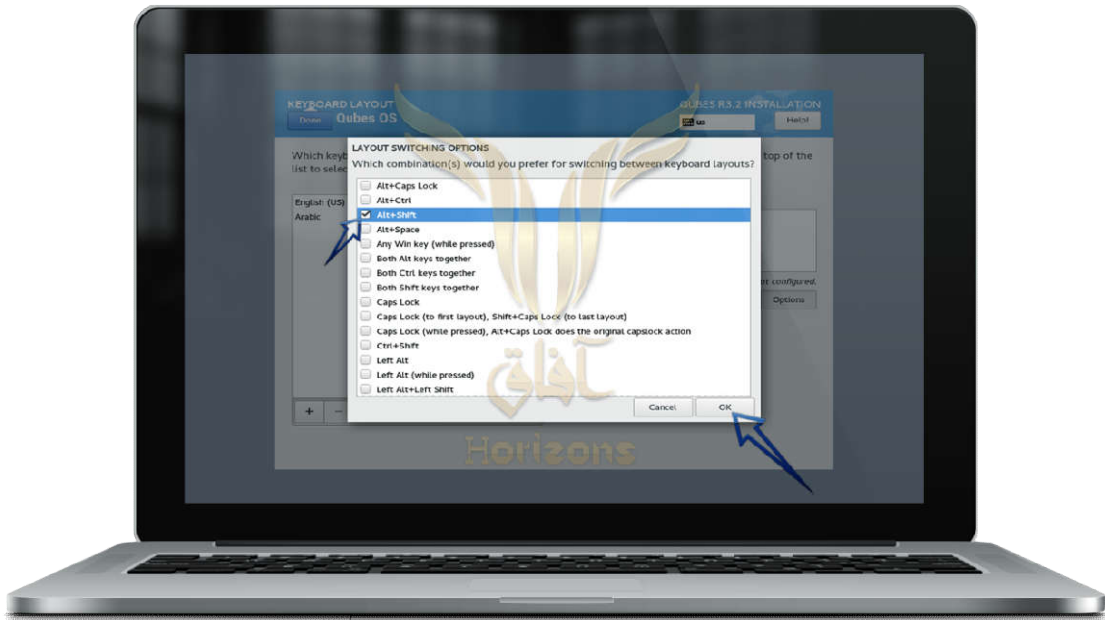 KEYBOARD LAYOUT
QUBES R3.2 INSTALLATION
Done
Qubes OS
us
Help!
LAYOUT SWITCHING OPTIONS
Which combination(s) would you prefer for switching between keyboard layouts?
Which keyb
top of the
list to selec
English (US)
Arabic
Alt+Caps Lock
Alt+Ctrl
Alt+Shift
Alt+Space
Any Win key (while pressed)
Both Alt keys together
Both Ctrl keys together
Both Shift keys together
Caps Lock
Caps Lock (to first layout), Shift+Caps Lock (to last layout)
Caps Lock (while pressed), Alt+Caps Lock does the original capslock action
Ctrl+Shift
Left Alt
Left Alt (while pressed)
Left Alt+Left Shift
configured.
Options
+ −
Cancel
OK
آفاق
Horizons